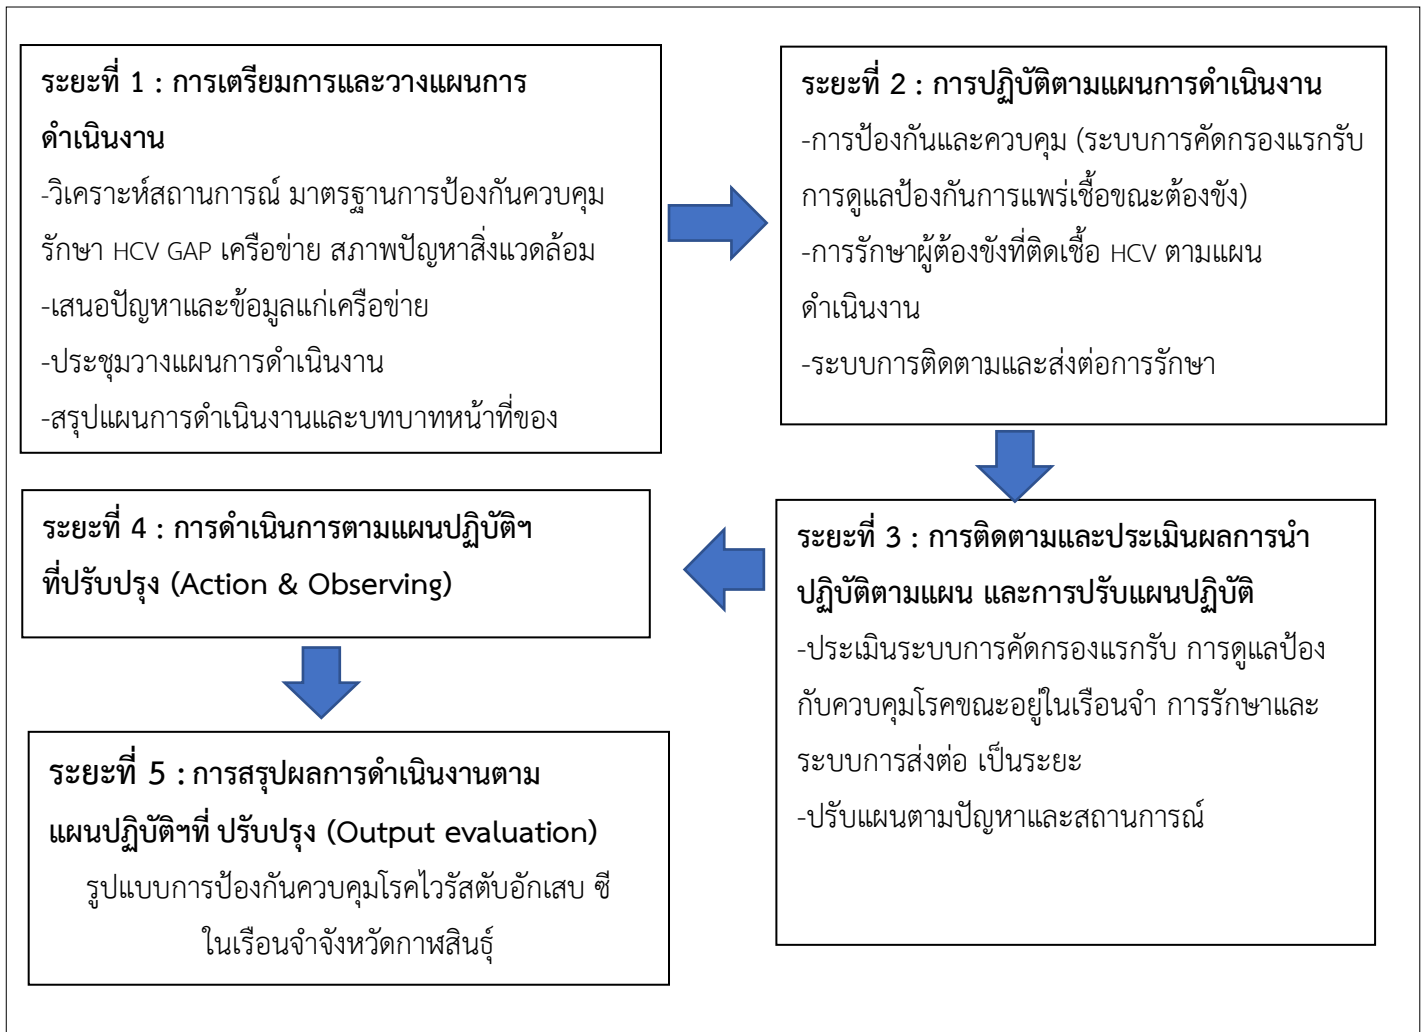 ระยะที่ 1 : การเตรียมการและวางแผนการ
ดำเนินงาน
-วิเคราะห์สถานการณ์ มาตรฐานการป้องกันควบคุม
รักษา HCV GAP เครือข่าย สภาพปัญหาสิ่งแวดล้อม
-เสนอปัญหาและข้อมูลแก่เครือข่าย
-ประชุมวางแผนการดำเนินงาน
-สรุปแผนการดำเนินงานและบทบาทหน้าที่ของ
ระยะที่ 2 : การปฏิบัติตามแผนการดำเนินงาน
-การป้องกันและควบคุม (ระบบการคัดกรองแรกรับ
การดูแลป้องกันการแพร่เชื้อขณะต้องขัง)
-การรักษาผู้ต้องขังที่ติดเชื้อ HCV ตามแผน
ดำเนินงาน
-ระบบการติดตามและส่งต่อการรักษา
ระยะที่ 3 : การติดตามและประเมินผลการนำ
ปฏิบัติตามแผน และการปรับแผนปฏิบัติ
-ประเมินระบบการคัดกรองแรกรับ การดูแลป้อง
กับควบคุมโรคขณะอยู่ในเรือนจำ การรักษาและ
ระบบการส่งต่อ เป็นระยะ
-ปรับแผนตามปัญหาและสถานการณ์
ระยะที่ 4 : การดำเนินการตามแผนปฏิบัติฯ
ที่ปรับปรุง (Action & Observing)
ระยะที่ 5 : การสรุปผลการดำเนินงานตาม
แผนปฏิบัติฯที่ ปรับปรุง (Output evaluation)
รูปแบบการป้องกันควบคุมโรคไวรัสตับอักเสบ ซี
ในเรือนจำจังหวัดกาฬสินธุ์